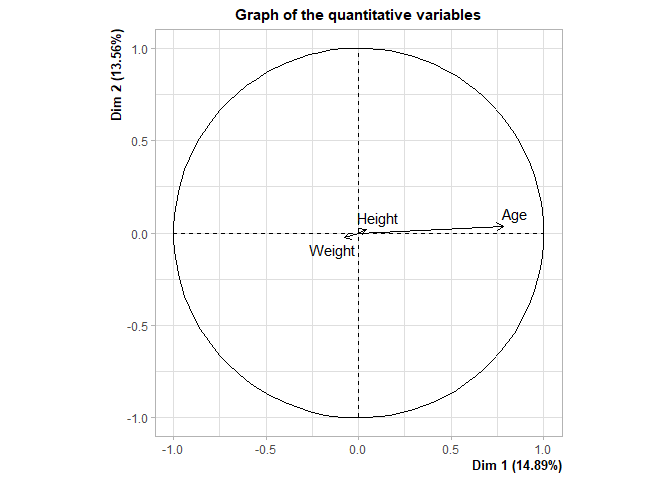 Graph of the quantitative variables
Dim 2 (13.56%)
1.0
0.5
0.0
-0.5
-1.0
Height
Age
Weight
-1.0
-0.5
0.0
0.5
1.0
Dim 1 (14.89%)